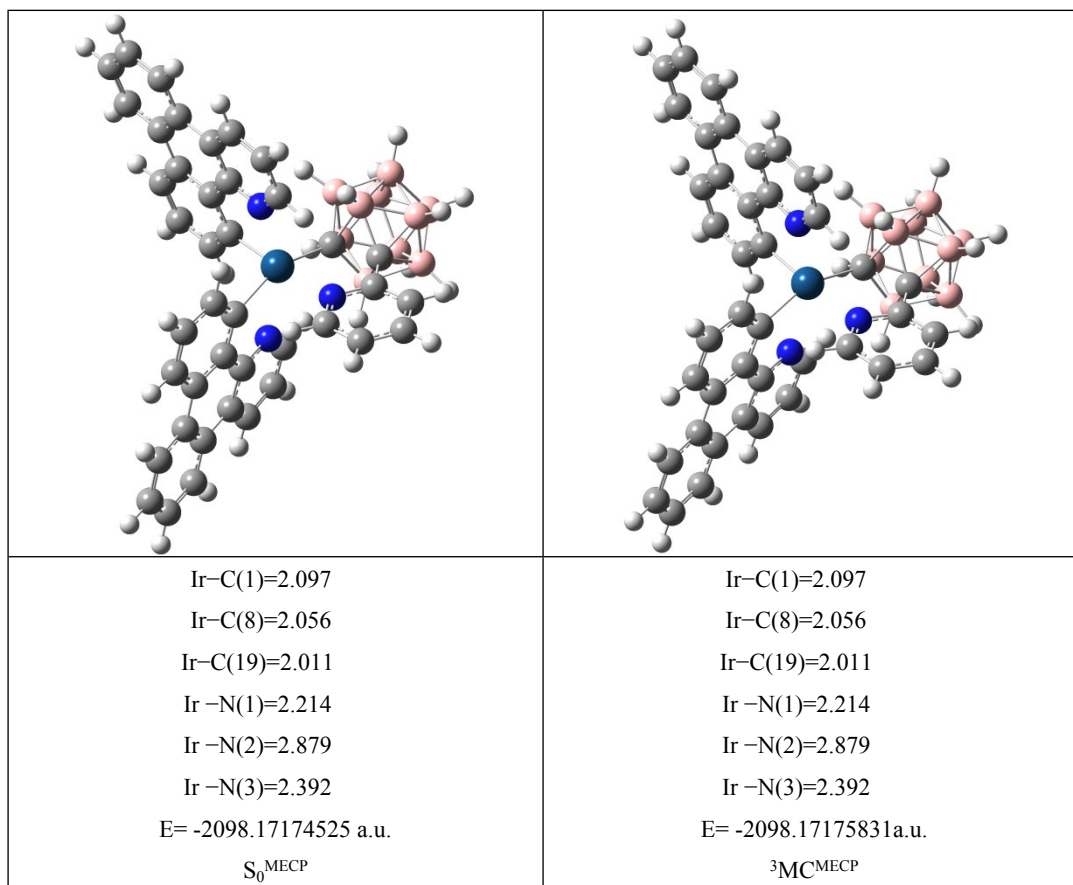 Ir−C(1)=2.097
Ir−C(8)=2.056
Ir−C(19)=2.011
Ir −N(1)=2.214
Ir −N(2)=2.879
Ir −N(3)=2.392
E= -2098.17174525 a.u.
S₀ᴹᴱᶜᴾ
Ir−C(1)=2.097
Ir−C(8)=2.056
Ir−C(19)=2.011
Ir −N(1)=2.214
Ir −N(2)=2.879
Ir −N(3)=2.392
E= -2098.17175831a.u.
³MCᴹᴱᶜᴾ